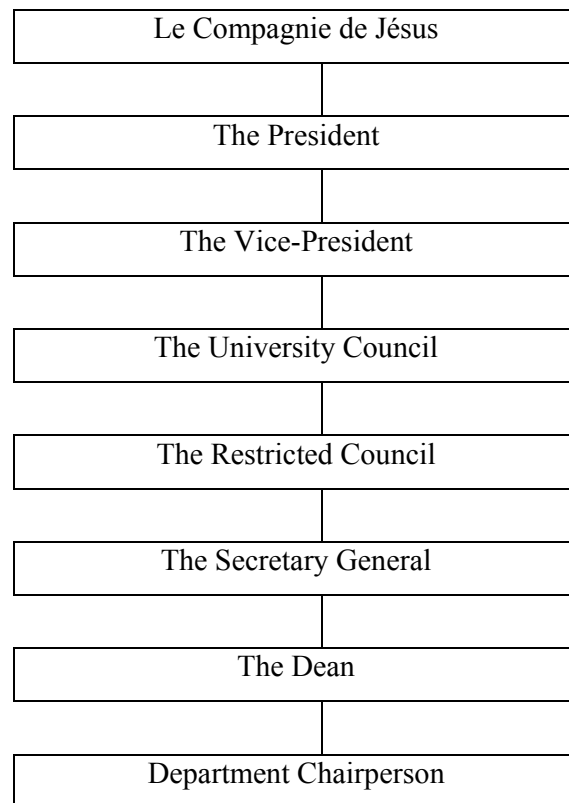 Le Compagnie de Jésus
The President
The Vice-President
The University Council
The Restricted Council
The Secretary General
The Dean
Department Chairperson